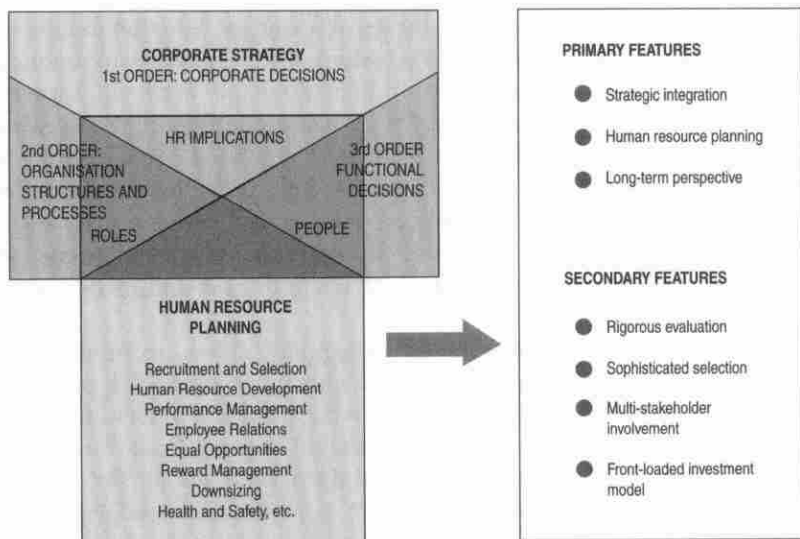 CORPORATE STRATEGY
1st ORDER: CORPORATE DECISIONS
HR IMPLICATIONS
2nd ORDER:
ORGANISATION
STRUCTURES AND
PROCESSES
3rd ORDER
FUNCTIONAL
DECISIONS
ROLES
PEOPLE
HUMAN RESOURCE
PLANNING
Recruitment and Selection
Human Resource Development
Performance Management
Employee Relations
Equal Opportunities
Reward Management
Downsizing
Health and Safety, etc.
PRIMARY FEATURES
Strategic integration
Human resource planning
Long-term perspective
SECONDARY FEATURES
Rigorous evaluation
Sophisticated selection
Multi-stakeholder
involvement
Front-loaded investment
model